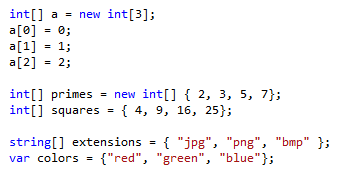 int[] a = new int[3];
a[0] = 0;
a[1] = 1;
a[2] = 2;
int[] primes = new int[] { 2, 3, 5, 7};
int[] squares = { 4, 9, 16, 25};
string[] extensions = { "jpg", "png", "bmp" };
var colors = {"red", "green", "blue"};